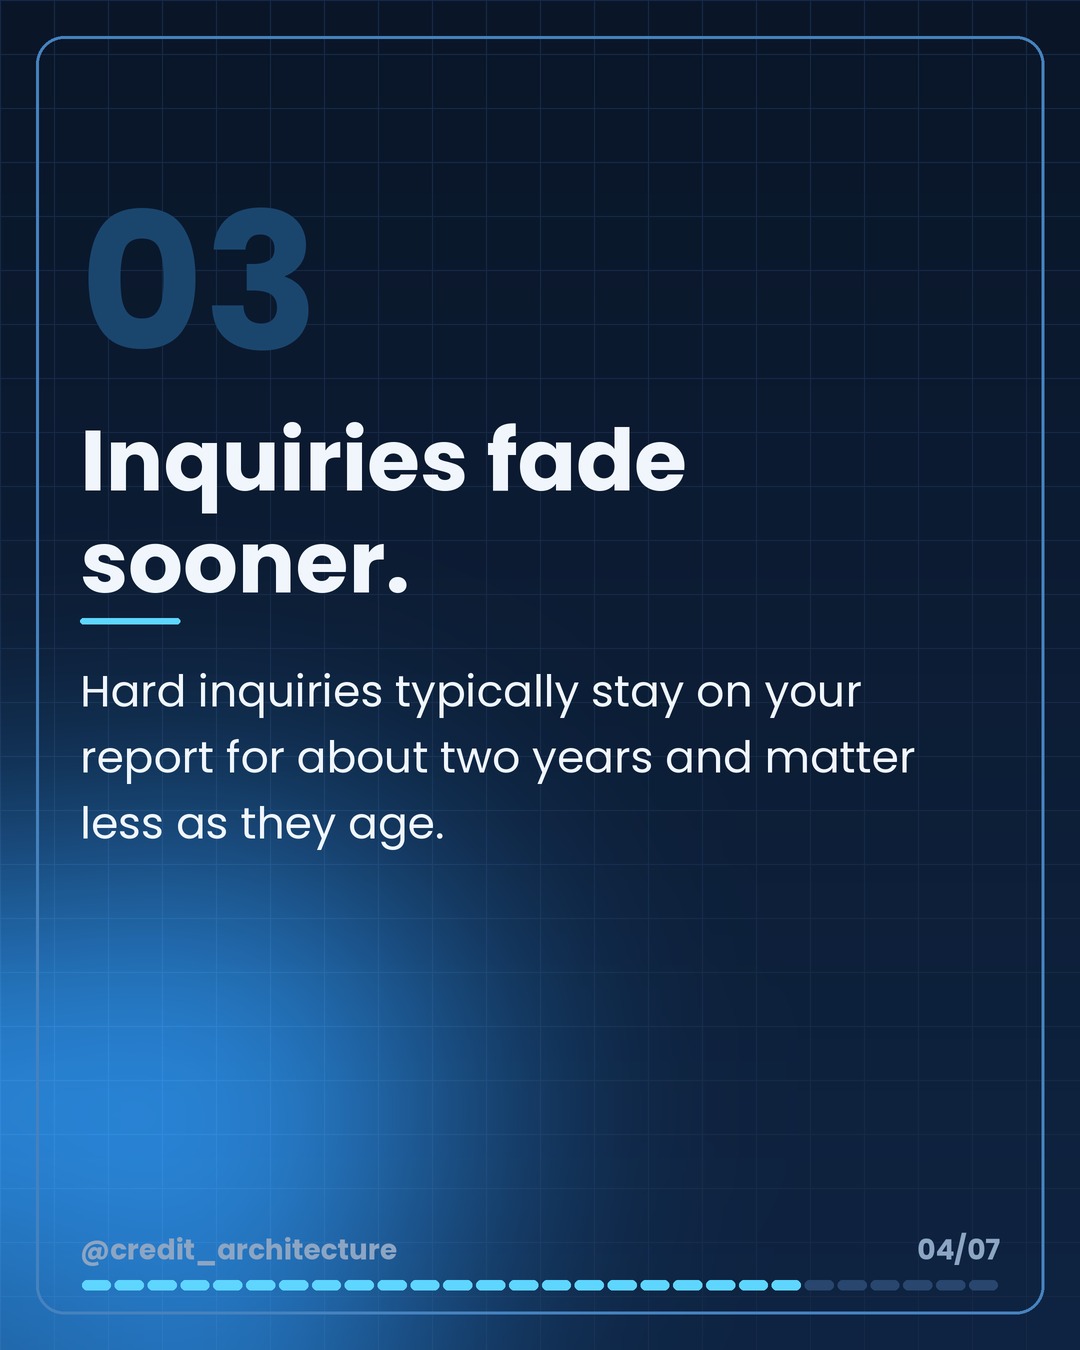 03
Inquiries fade
sooner.
Hard inquiries typically stay on your
report for about two years and matter
less as they age.
@credit_architecture
04/07